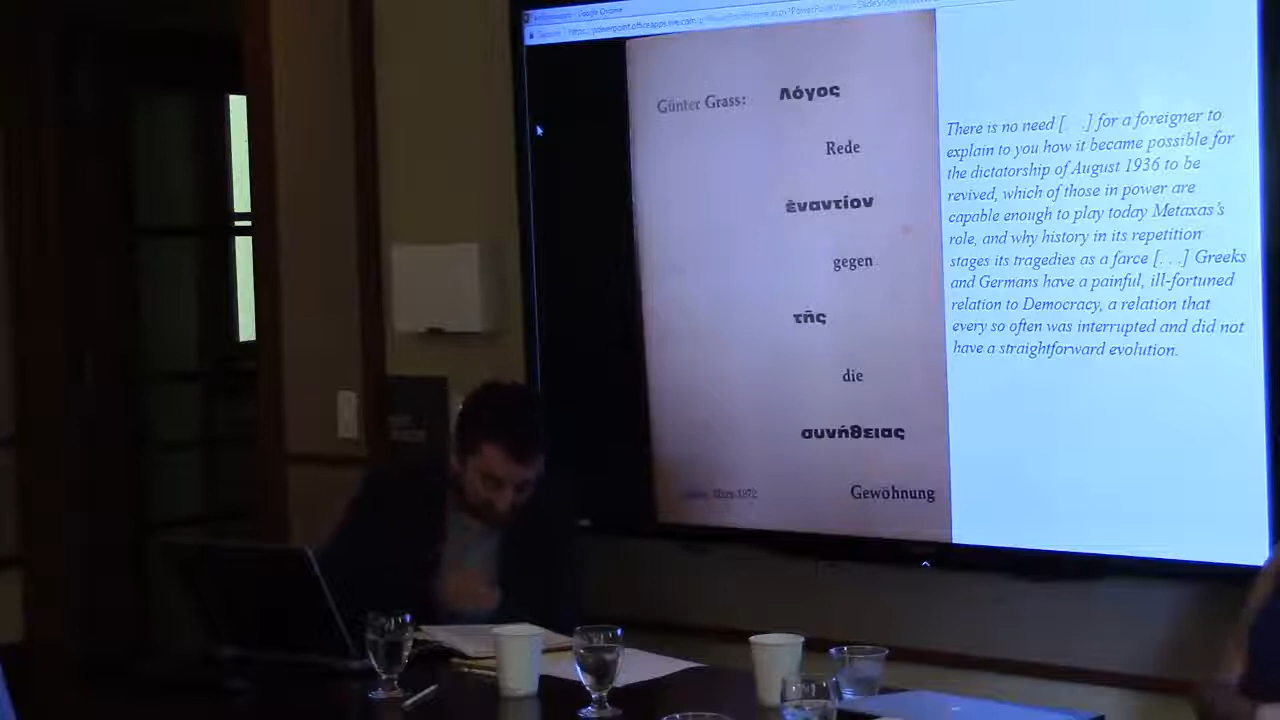 Google Chrome
Günter Grass: Λόγος
Rede
ἐναντίον
gegen
τῆς
die
συνήθειας
März 1972
Gewöhnung
There is no need [. . .] for a foreigner to
explain to you how it became possible for
the dictatorship of August 1936 to be
revived, which of those in power are
capable enough to play today Metaxas’s
role, and why history in its repetition
stages its tragedies as a farce [. . .] Greeks
and Germans have a painful, ill-fortuned
relation to Democracy, a relation that
every so often was interrupted and did not
have a straightforward evolution.